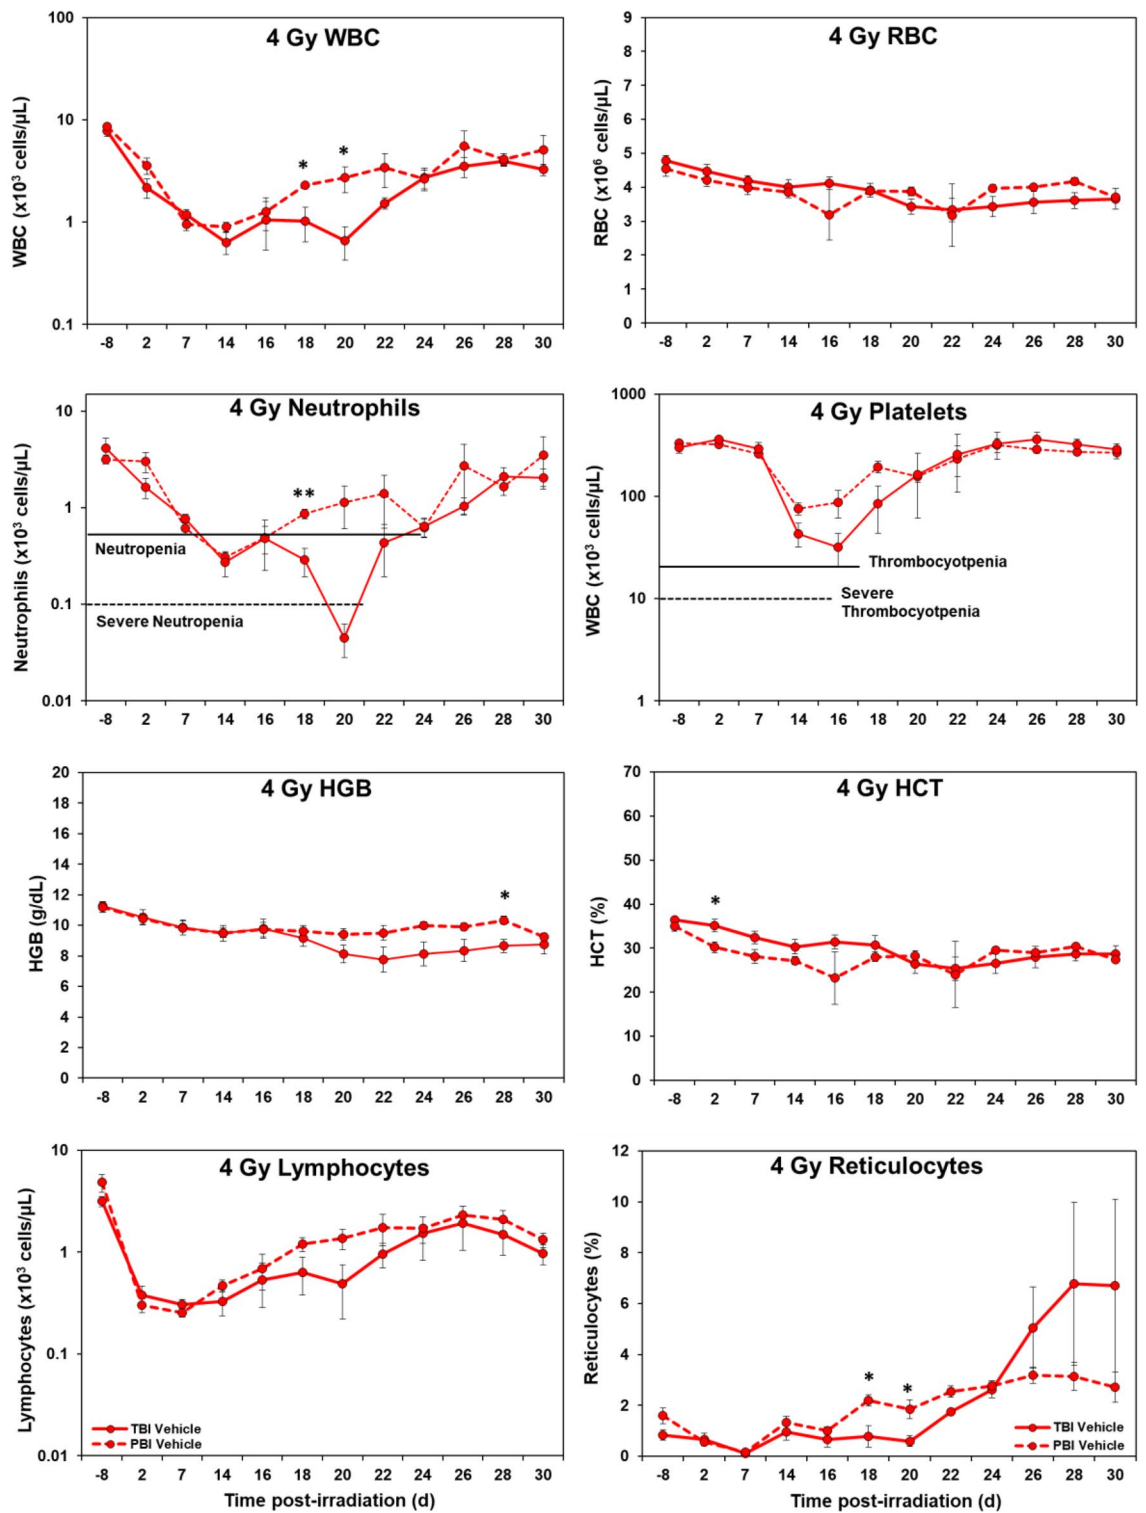 4 Gy WBC
WBC (x10³ cells/µL)
100
10
1
0.1
-8 2 7 14 16 18 20 22 24 26 28 30
* *
4 Gy RBC
RBC (x10⁶ cells/µL)
9
8
7
6
5
4
3
2
1
0
-8 2 7 14 16 18 20 22 24 26 28 30
4 Gy Neutrophils
Neutrophils (x10³ cells/µL)
10
1
0.1
0.01
**
Neutropenia
Severe Neutropenia
-8 2 7 14 16 18 20 22 24 26 28 30
4 Gy Platelets
WBC (x10³ cells/µL)
1000
100
10
1
Thrombocyotpenia
Severe
Thrombocyotpenia
-8 2 7 14 16 18 20 22 24 26 28 30
4 Gy HGB
HGB (g/dL)
20
18
16
14
12
10
8
6
4
2
0
*
-8 2 7 14 16 18 20 22 24 26 28 30
4 Gy HCT
HCT (%)
70
60
50
40
30
20
10
0
*
-8 2 7 14 16 18 20 22 24 26 28 30
4 Gy Lymphocytes
Lymphocytes (x10³ cells/µL)
10
1
0.1
0.01
TBI Vehicle
PBI Vehicle
-8 2 7 14 16 18 20 22 24 26 28 30
Time post-irradiation (d)
4 Gy Reticulocytes
Reticulocytes (%)
12
10
8
6
4
2
0
* *
TBI Vehicle
PBI Vehicle
-8 2 7 14 16 18 20 22 24 26 28 30
Time post-irradiation (d)